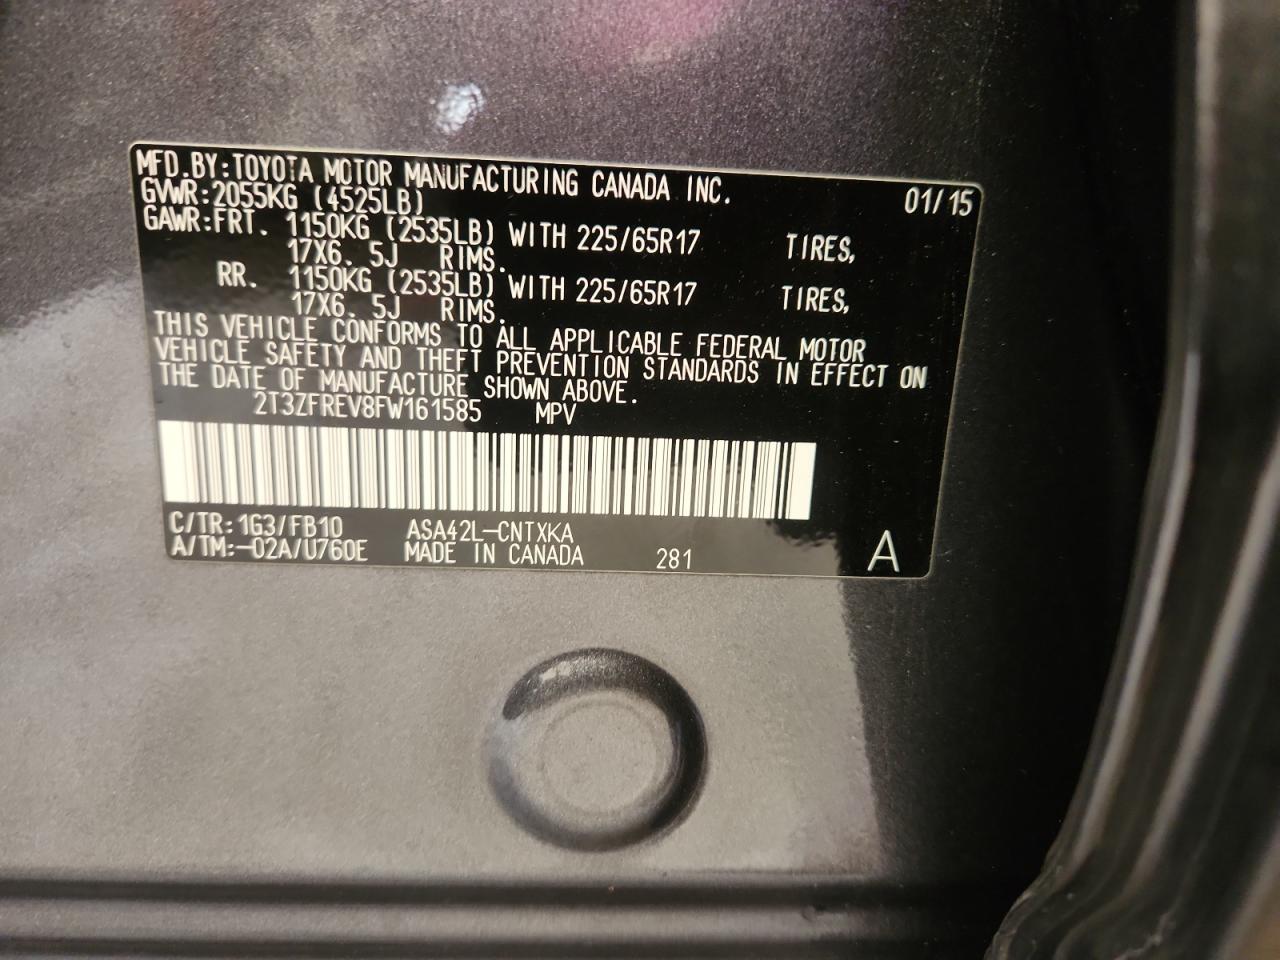 MFD.BY:TOYOTA MOTOR MANUFACTURING CANADA INC. 01/15
GVWR:2055KG (4525LB)
GAWR:FRT. 1150KG (2535LB) WITH 225/65R17 TIRES,
17X6. 5J RIMS.
RR. 1150KG (2535LB) WITH 225/65R17 TIRES,
17X6. 5J RIMS.
THIS VEHICLE CONFORMS TO ALL APPLICABLE FEDERAL MOTOR
VEHICLE SAFETY AND THEFT PREVENTION STANDARDS IN EFFECT ON
THE DATE OF MANUFACTURE SHOWN ABOVE.
2T3ZFREV8FW161585 MPV
C/TR:1G3/FB10 ASA42L-CNTXKA
A/TM:-02A/U760E MADE IN CANADA 281 A